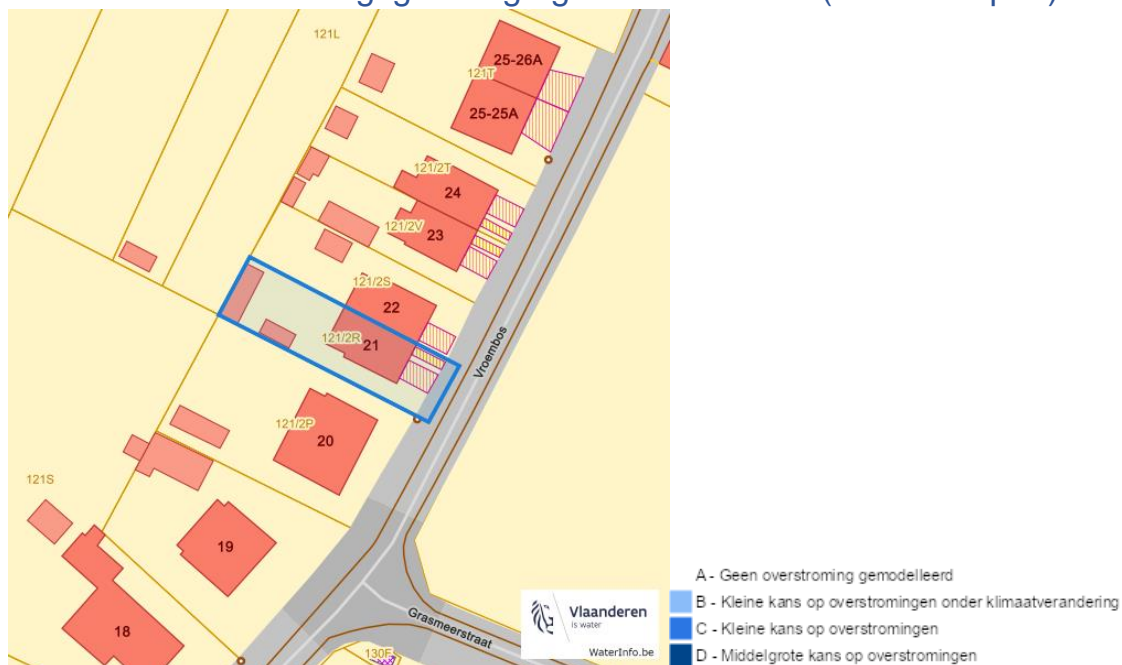 121L
25-26A
121T
25-25A
121/2T
24
121/2V
23
121/2S
22
121/2R
21
Vroembos
121/2P
20
121S
19
18
Grasmeerstraat
130F
Vlaanderen
is water
WaterInfo.be
A - Geen overstroming gemodelleerd
B - Kleine kans op overstromingen onder klimaatverandering
C - Kleine kans op overstromingen
D - Middelgrote kans op overstromingen